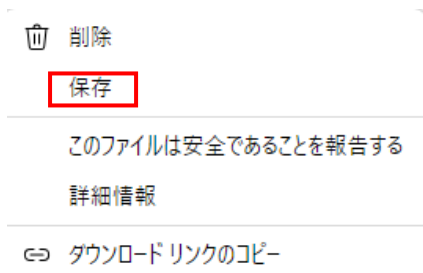 削除
保存
このファイルは安全であることを報告する
詳細情報
ダウンロード リンクのコピー